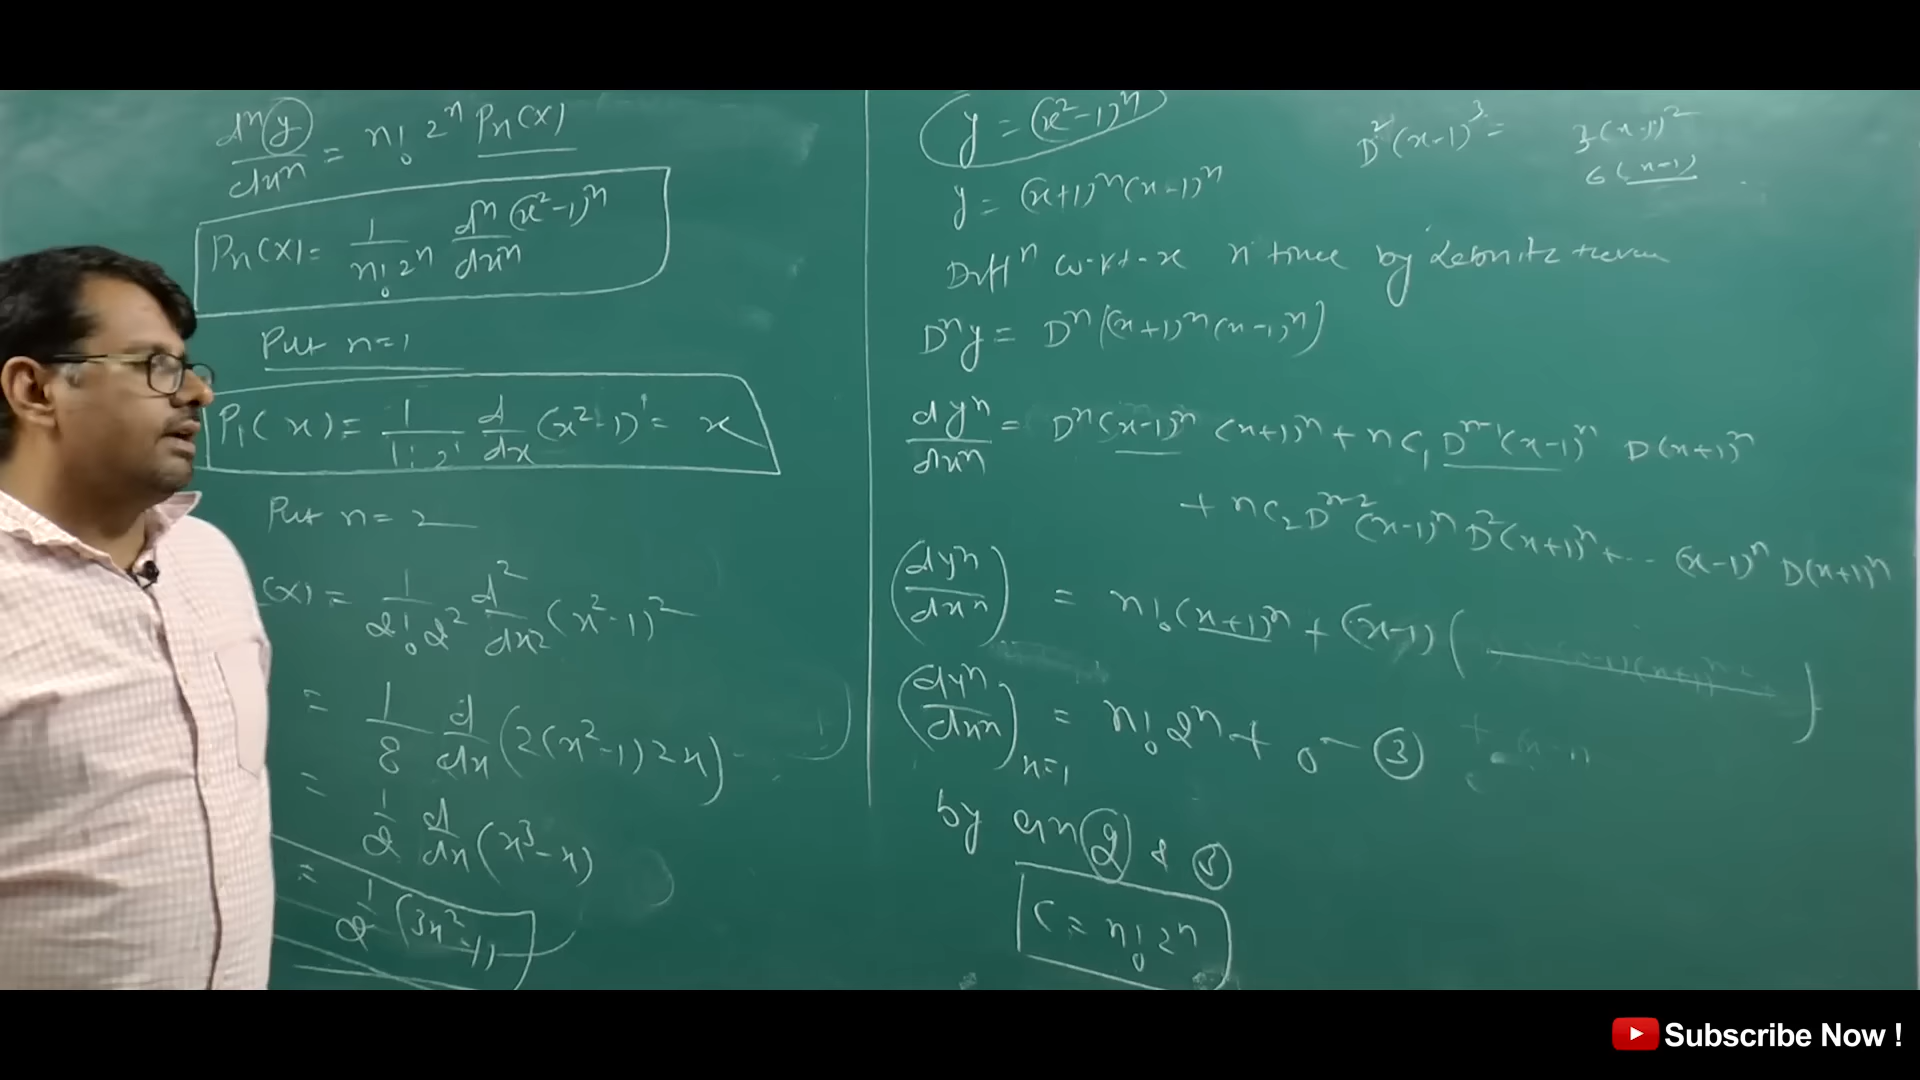 dⁿy/dxⁿ = n! 2ⁿ Pn(x)
Pn(x) = 1/(n! 2ⁿ) dⁿ/dxⁿ (x²-1)ⁿ
Put n=1
P₁(x) = 1/(1! 2¹) d/dx (x²-1)¹ = x
Put n = 2
(x) = 1/(2! 2²) d²/dx² (x²-1)²
= 1/8 d/dx (2(x²-1)2x)
= 1/2 d/dx (x³-x)
= 1/2 (3x²-1)
y = (x²-1)ⁿ
y = (x+1)ⁿ(x-1)ⁿ
D²(x-1)³ = 3(x-1)²
6(x-1)
Diffⁿ w.r.t. x n time by Lebnitz
Dⁿy = Dⁿ((x+1)ⁿ(x-1)ⁿ)
dyⁿ/dxⁿ = Dⁿ(x-1)ⁿ (x+1)ⁿ + nC₁ Dⁿ⁻¹(x-1)ⁿ D(x+1)ⁿ
+ nC₂ Dⁿ⁻²(x-1)ⁿ D²(x+1)ⁿ + ... (x-1)ⁿ D(x+1)ⁿ
(dyⁿ/dxⁿ) = n! (x+1)ⁿ + (x-1)( )
(dyⁿ/dxⁿ)x=1 = n! 2ⁿ + 0 - ③
by eqn ② & ③
C = n! 2ⁿ
Subscribe Now !